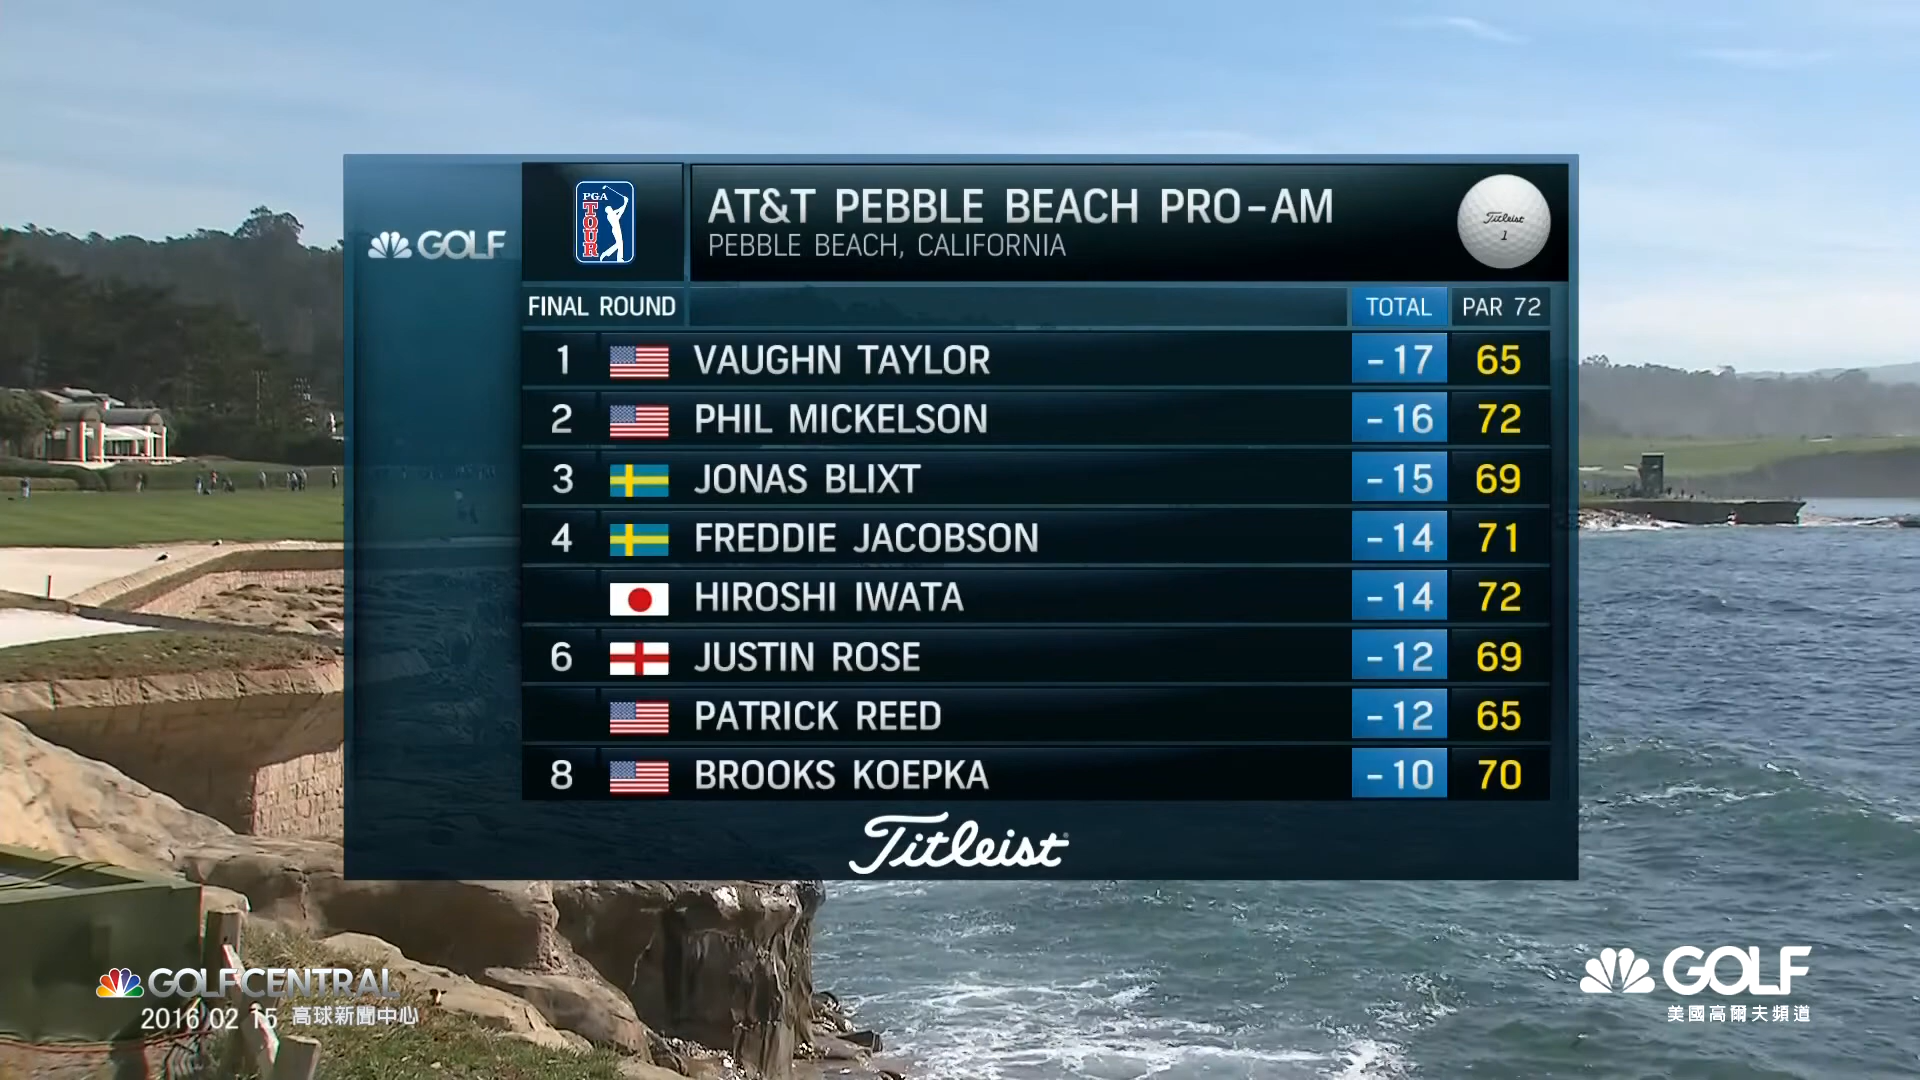 GOLF
PGA TOUR
AT&T PEBBLE BEACH PRO-AM
PEBBLE BEACH, CALIFORNIA
Titleist
1
FINAL ROUND TOTAL PAR 72
1 VAUGHN TAYLOR -17 65
2 PHIL MICKELSON -16 72
3 JONAS BLIXT -15 69
4 FREDDIE JACOBSON -14 71
HIROSHI IWATA -14 72
6 JUSTIN ROSE -12 69
PATRICK REED -12 65
8 BROOKS KOEPKA -10 70
Titleist
GOLFCENTRAL
2016 02 15 高球新聞中心
GOLF
美國高爾夫頻道